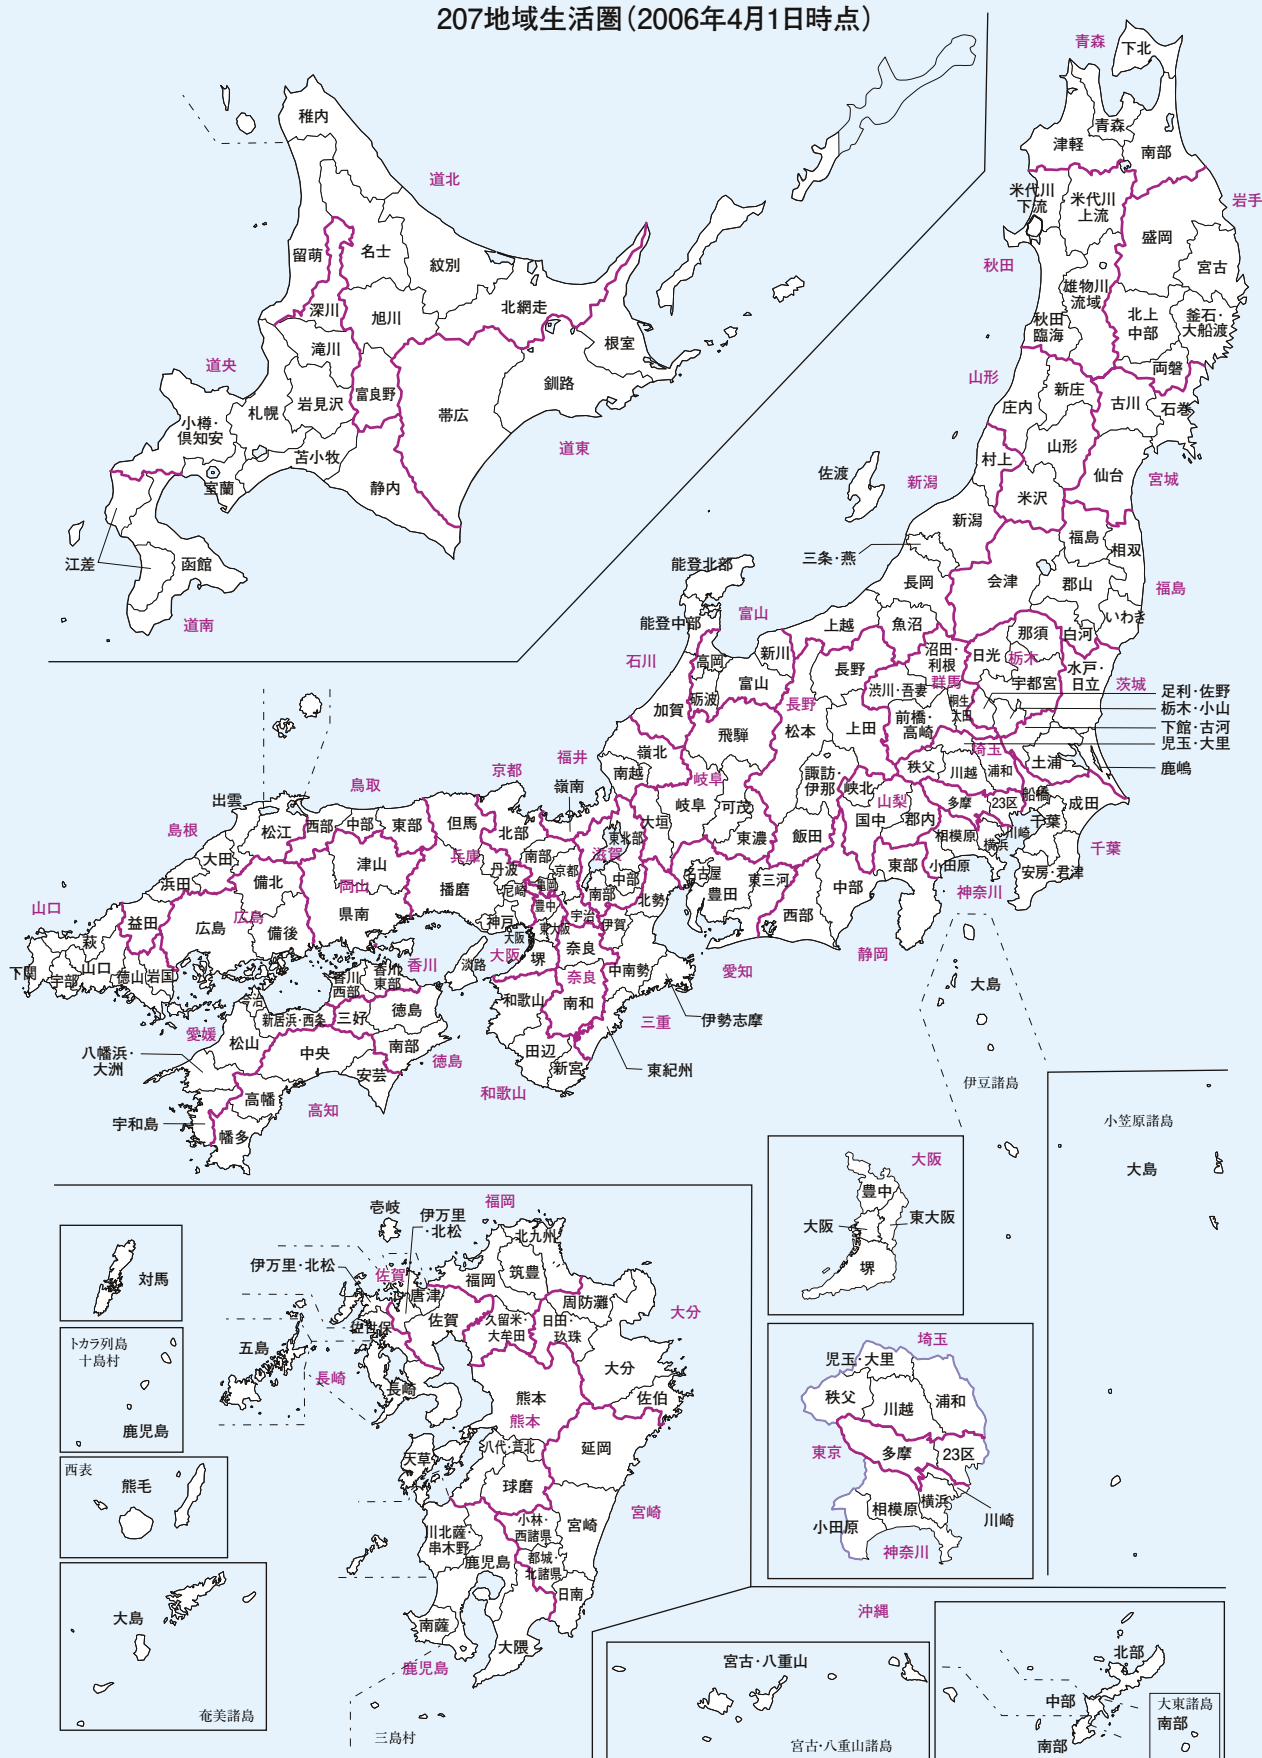 207地域生活圏(2006年4月1日時点)
稚内
道北
留萌
名士
紋別
北網走
深川
旭川
滝川
根室
道央
富良野
釧路
岩見沢
札幌
小樽・
倶知安
帯広
苫小牧
道東
室蘭
静内
江差
函館
道南
青森
下北
青森
津軽
南部
岩手
米代川
下流
米代川
上流
盛岡
宮古
秋田
雄物川
流域
秋田
臨海
北上
中部
釜石・
大船渡
両磐
山形
新庄
庄内
古川
石巻
山形
村上
仙台
宮城
佐渡
新潟
米沢
新潟
福島
相双
三条・燕
長岡
会津
郡山
福島
いわき
魚沼
上越
那須
白河
能登北部
富山
能登中部
石川
高岡
新川
富山
砺波
加賀
長野
沼田・
利根
日光
栃木
水戸・
日立
宇都宮
茨城
群馬
渋川・吾妻
桐生・
太田
足利・佐野
栃木・小山
下館・古河
児玉・大里
鹿嶋
長野
松本
上田
前橋・
高崎
埼玉
土浦
飛騨
嶺北
福井
南越
嶺南
岐阜
諏訪・
伊那
峡北
秩父
川越
浦和
山梨
多摩
23区
船橋
成田
千葉
国中
郡内
相模原
川崎
横浜
千葉
岐阜
可茂
大垣
東濃
飯田
東部
小田原
安房・君津
神奈川
名古屋
豊田
東三河
西部
中部
静岡
愛知
京都
鳥取
出雲
島根
松江
西部
中部
東部
但馬
北部
東北部
滋賀
大田
浜田
備北
津山
兵庫
丹波
南部
京都
亀岡
中部
南部
北勢
山口
益田
広島
広島
備後
岡山
県南
播磨
尼崎
豊中
神戸
大阪
東大阪
宇治
伊賀
萩
下関
宇部
山口
徳山
岩国
香川
香川
西部
香川
東部
淡路
大阪
堺
奈良
奈良
中南勢
和歌山
南和
三重
伊勢志摩
今治
愛媛
新居浜・西条
三好
徳島
八幡浜・
大洲
松山
中央
南部
徳島
安芸
田辺
新宮
東紀州
和歌山
高知
高幡
宇和島
幡多
大島
伊豆諸島
小笠原諸島
大島
大阪
豊中
大阪
東大阪
堺
埼玉
児玉・大里
秩父
川越
浦和
東京
多摩
23区
相模原
横浜
小田原
川崎
神奈川
対馬
トカラ列島
十島村
鹿児島
西表
熊毛
大島
奄美諸島
壱岐
伊万里
・北松
福岡
北九州
伊万里・北松
佐賀
唐津
福岡
筑豊
周防灘
佐世保
佐賀
久留米・
大牟田
日田・
玖珠
大分
五島
大分
長崎
長崎
佐伯
熊本
熊本
八代・芦北
延岡
天草
球磨
宮崎
小林・
西諸県
宮崎
川北薩・
串木野
鹿児島
都城・
北諸県
日南
南薩
大隅
鹿児島
三島村
沖縄
宮古・八重山
宮古・八重山諸島
北部
中部
南部
大東諸島
南部